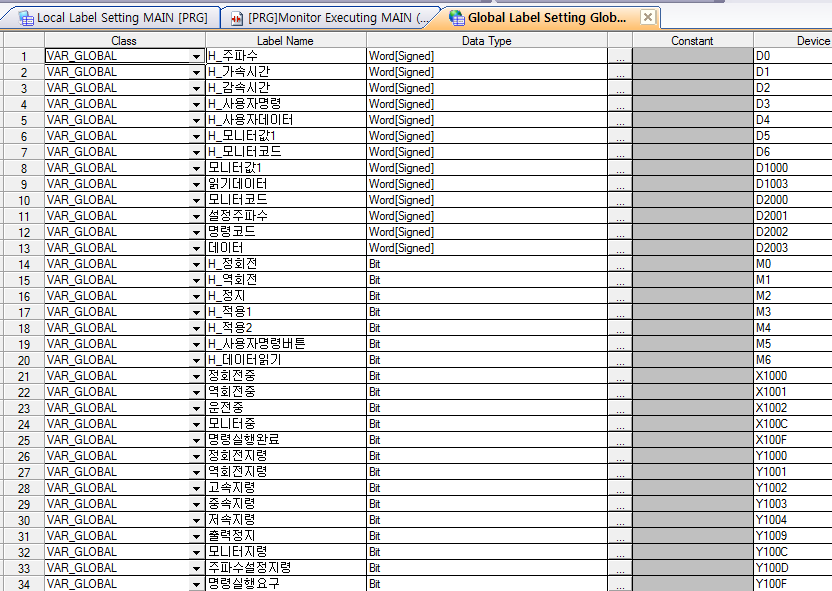 Local Label Setting MAIN [PRG] [PRG]Monitor Executing MAIN (... Global Label Setting Glob...
Class Label Name Data Type Constant Device
1 VAR_GLOBAL H_주파수 Word[Signed] ... D0
2 VAR_GLOBAL H_가속시간 Word[Signed] ... D1
3 VAR_GLOBAL H_감속시간 Word[Signed] ... D2
4 VAR_GLOBAL H_사용자명령 Word[Signed] ... D3
5 VAR_GLOBAL H_사용자데이터 Word[Signed] ... D4
6 VAR_GLOBAL H_모니터값1 Word[Signed] ... D5
7 VAR_GLOBAL H_모니터코드 Word[Signed] ... D6
8 VAR_GLOBAL 모니터값1 Word[Signed] ... D1000
9 VAR_GLOBAL 읽기데이터 Word[Signed] ... D1003
10 VAR_GLOBAL 모니터코드 Word[Signed] ... D2000
11 VAR_GLOBAL 설정주파수 Word[Signed] ... D2001
12 VAR_GLOBAL 명령코드 Word[Signed] ... D2002
13 VAR_GLOBAL 데이터 Word[Signed] ... D2003
14 VAR_GLOBAL H_정회전 Bit ... M0
15 VAR_GLOBAL H_역회전 Bit ... M1
16 VAR_GLOBAL H_정지 Bit ... M2
17 VAR_GLOBAL H_적용1 Bit ... M3
18 VAR_GLOBAL H_적용2 Bit ... M4
19 VAR_GLOBAL H_사용자명령버튼 Bit ... M5
20 VAR_GLOBAL H_데이터읽기 Bit ... M6
21 VAR_GLOBAL 정회전중 Bit ... X1000
22 VAR_GLOBAL 역회전중 Bit ... X1001
23 VAR_GLOBAL 운전중 Bit ... X1002
24 VAR_GLOBAL 모니터중 Bit ... X100C
25 VAR_GLOBAL 명령실행완료 Bit ... X100F
26 VAR_GLOBAL 정회전지령 Bit ... Y1000
27 VAR_GLOBAL 역회전지령 Bit ... Y1001
28 VAR_GLOBAL 고속지령 Bit ... Y1002
29 VAR_GLOBAL 중속지령 Bit ... Y1003
30 VAR_GLOBAL 저속지령 Bit ... Y1004
31 VAR_GLOBAL 출력정지 Bit ... Y1009
32 VAR_GLOBAL 모니터지령 Bit ... Y100C
33 VAR_GLOBAL 주파수설정지령 Bit ... Y100D
34 VAR_GLOBAL 명령실행요구 Bit ... Y100F